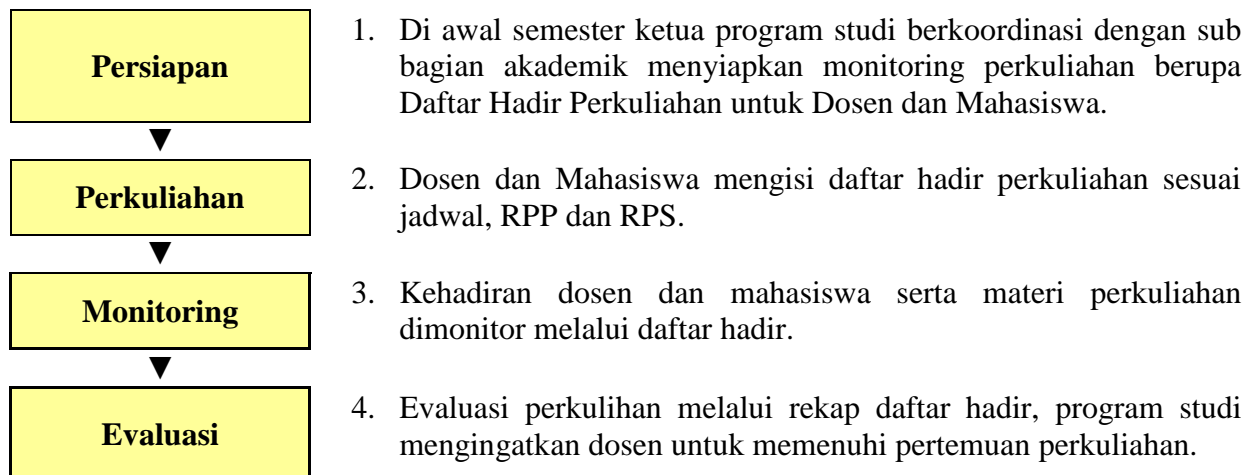 Persiapan
1. Di awal semester ketua program studi berkoordinasi dengan sub
bagian akademik menyiapkan monitoring perkuliahan berupa
Daftar Hadir Perkuliahan untuk Dosen dan Mahasiswa.
Perkuliahan
2. Dosen dan Mahasiswa mengisi daftar hadir perkuliahan sesuai
jadwal, RPP dan RPS.
Monitoring
3. Kehadiran dosen dan mahasiswa serta materi perkuliahan
dimonitor melalui daftar hadir.
Evaluasi
4. Evaluasi perkulihan melalui rekap daftar hadir, program studi
mengingatkan dosen untuk memenuhi pertemuan perkuliahan.